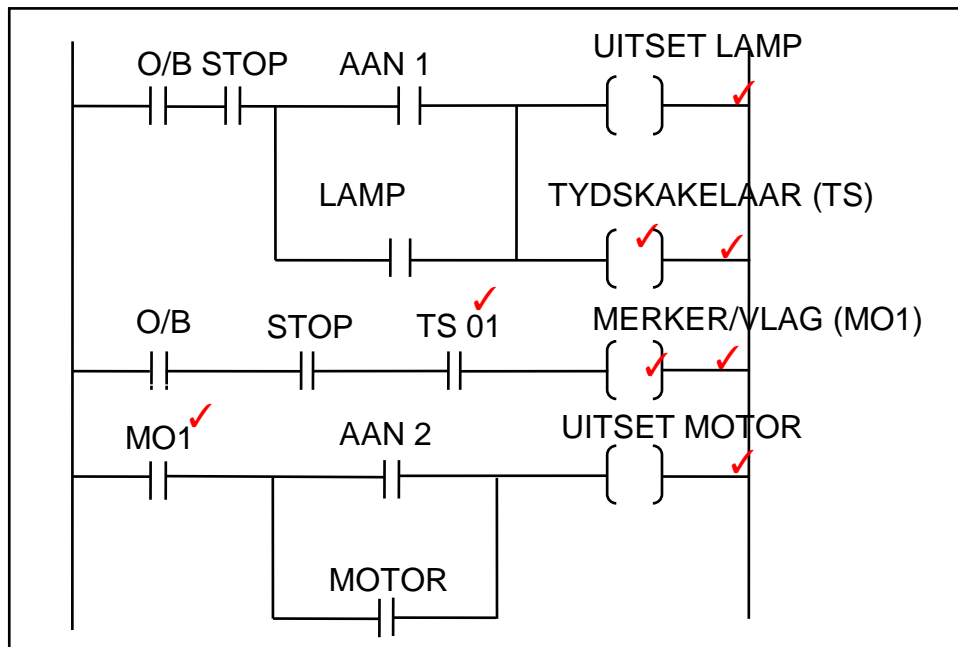 UITSET LAMP
O/B STOP AAN 1
LAMP TYDSKAKELAAR (TS)
O/B STOP TS 01 MERKER/VLAG (MO1)
MO1 AAN 2 UITSET MOTOR
MOTOR